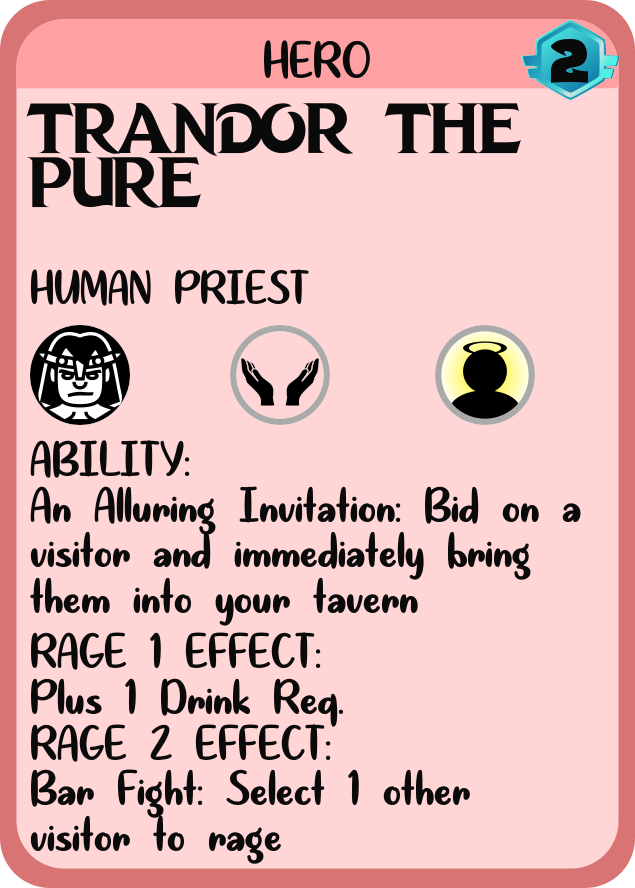 HERO
2
TRANDOR THE
PURE
HUMAN PRIEST
ABILITY:
An Alluring Invitation: Bid on a
visitor and immediately bring
them into your tavern
RAGE 1 EFFECT:
Plus 1 Drink Req.
RAGE 2 EFFECT:
Bar Fight: Select 1 other
visitor to rage